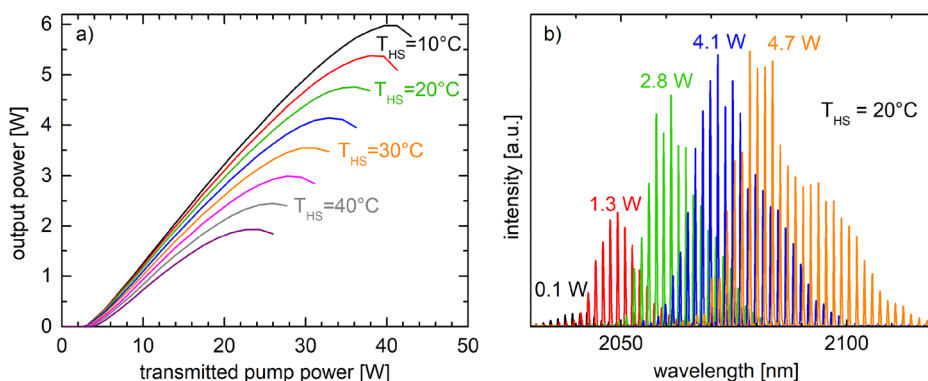 a)
T_HS=10°C
T_HS=20°C
T_HS=30°C
T_HS=40°C
output power [W]
6
5
4
3
2
1
0
0 10 20 30 40 50
transmitted pump power [W]
b)
4.1 W
4.7 W
2.8 W
T_HS = 20°C
1.3 W
0.1 W
intensity [a.u.]
2050 2100
wavelength [nm]